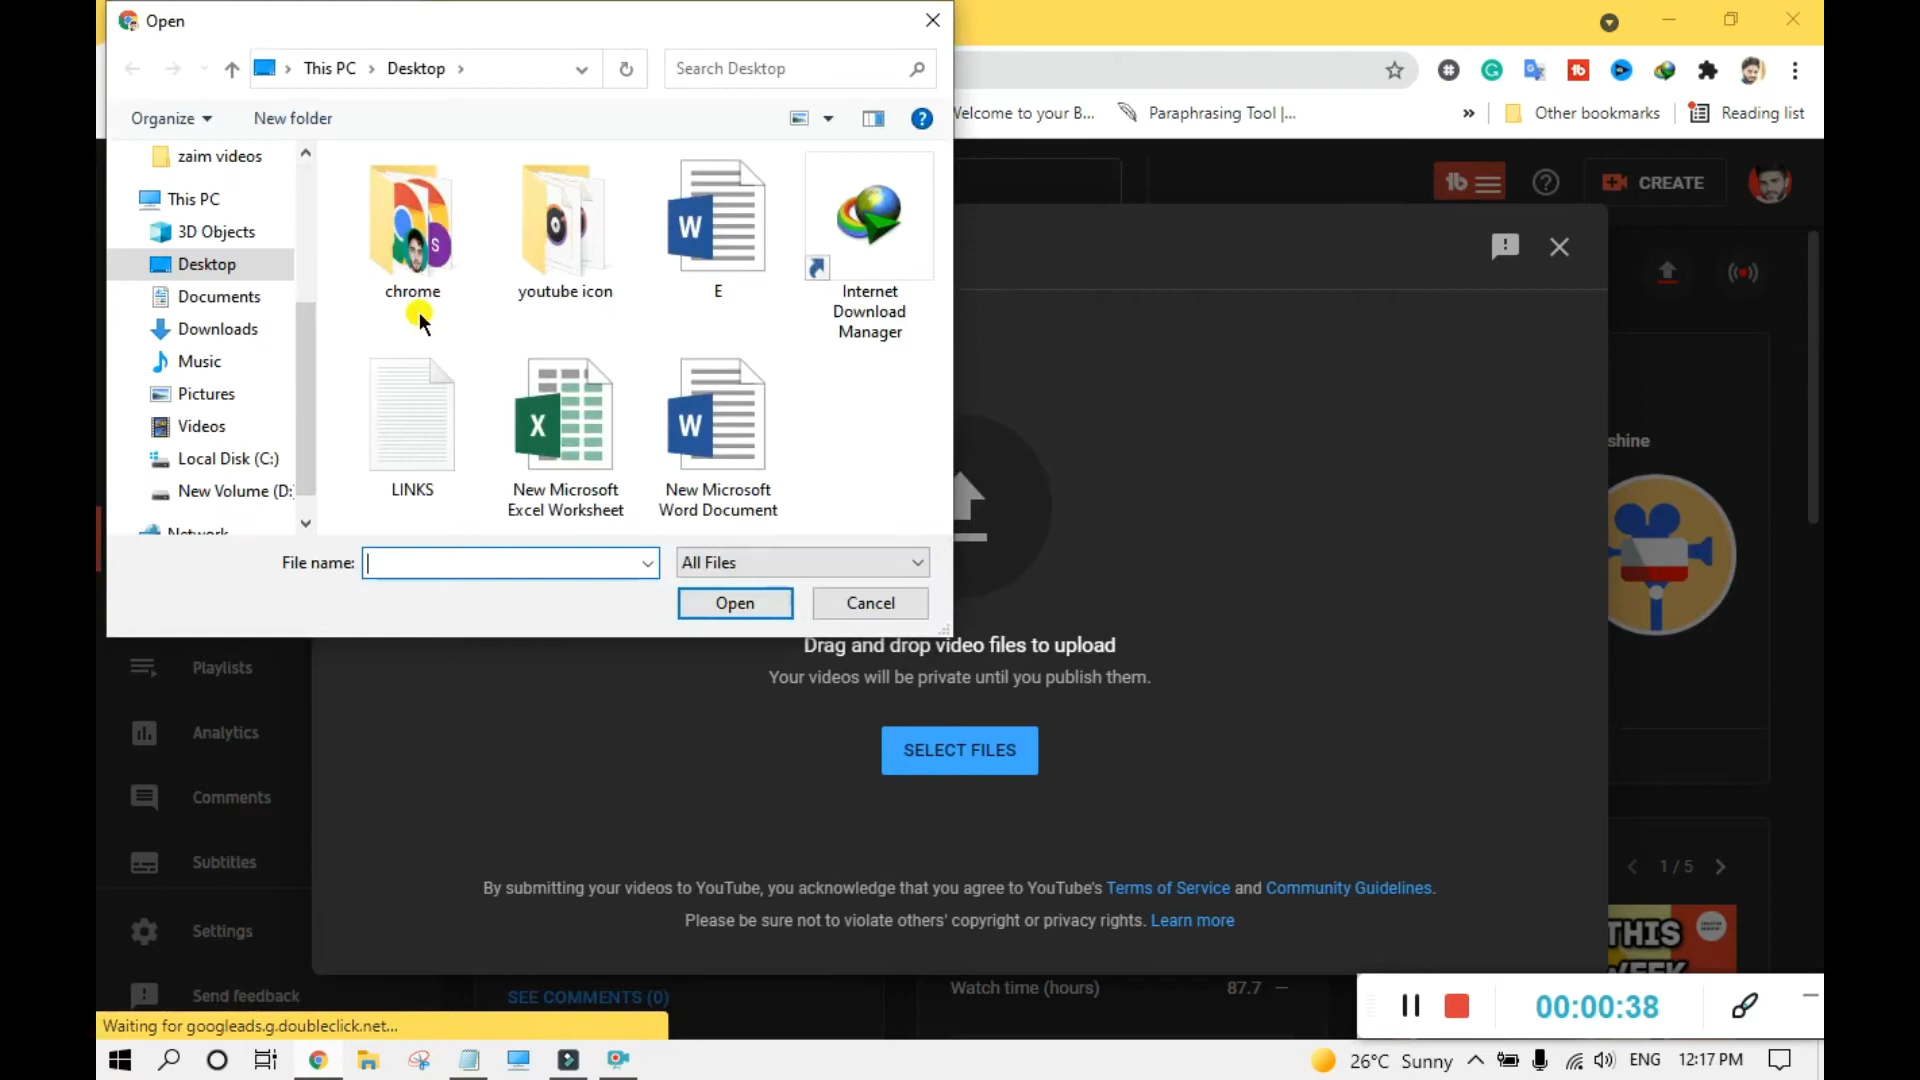 Open
This PC
Desktop
Search Desktop
Organize
New folder
Welcome to your B...
Paraphrasing Tool |...
»
Other bookmarks
Reading list
zaim videos
This PC
3D Objects
Desktop
Documents
Downloads
Music
Pictures
Videos
Local Disk (C:)
New Volume (D:
Network
chrome
youtube icon
E
Internet
Download
Manager
LINKS
New Microsoft
Excel Worksheet
New Microsoft
Word Document
File name:
All Files
Open
Cancel
CREATE
shine
Drag and drop video files to upload
Your videos will be private until you publish them.
SELECT FILES
Playlists
Analytics
Comments
Subtitles
Settings
Send feedback
1 / 5
By submitting your videos to YouTube, you acknowledge that you agree to YouTube's Terms of Service and Community Guidelines.
Please be sure not to violate others' copyright or privacy rights. Learn more
THIS
WEEK
SEE COMMENTS (0)
Watch time (hours)
87.7 —
00:00:38
Waiting for googleads.g.doubleclick.net...
26°C Sunny
ENG
12:17 PM